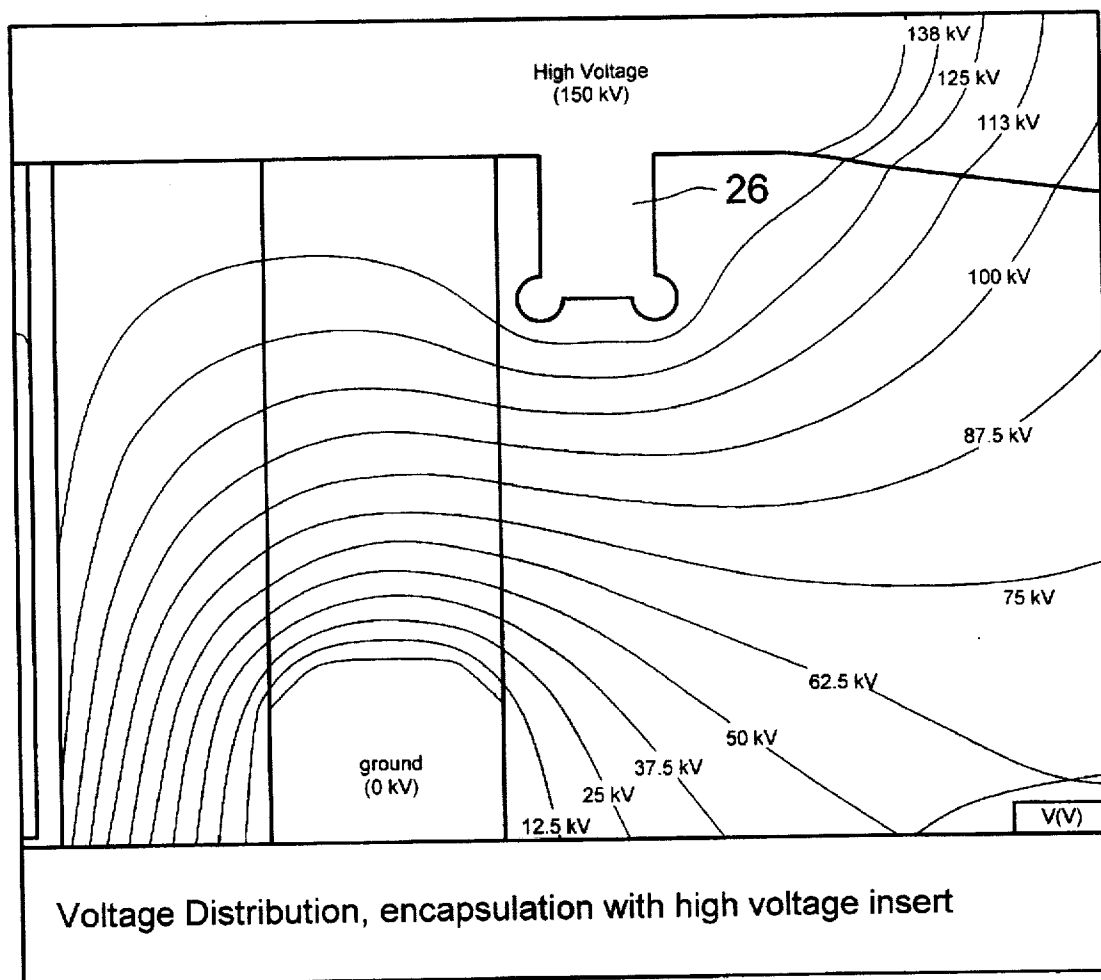 138 kV
High Voltage
(150 kV)
125 kV
113 kV
26
100 kV
87.5 kV
75 kV
62.5 kV
50 kV
37.5 kV
ground
(0 kV)
25 kV
12.5 kV
V(V)
Voltage Distribution, encapsulation with high voltage insert